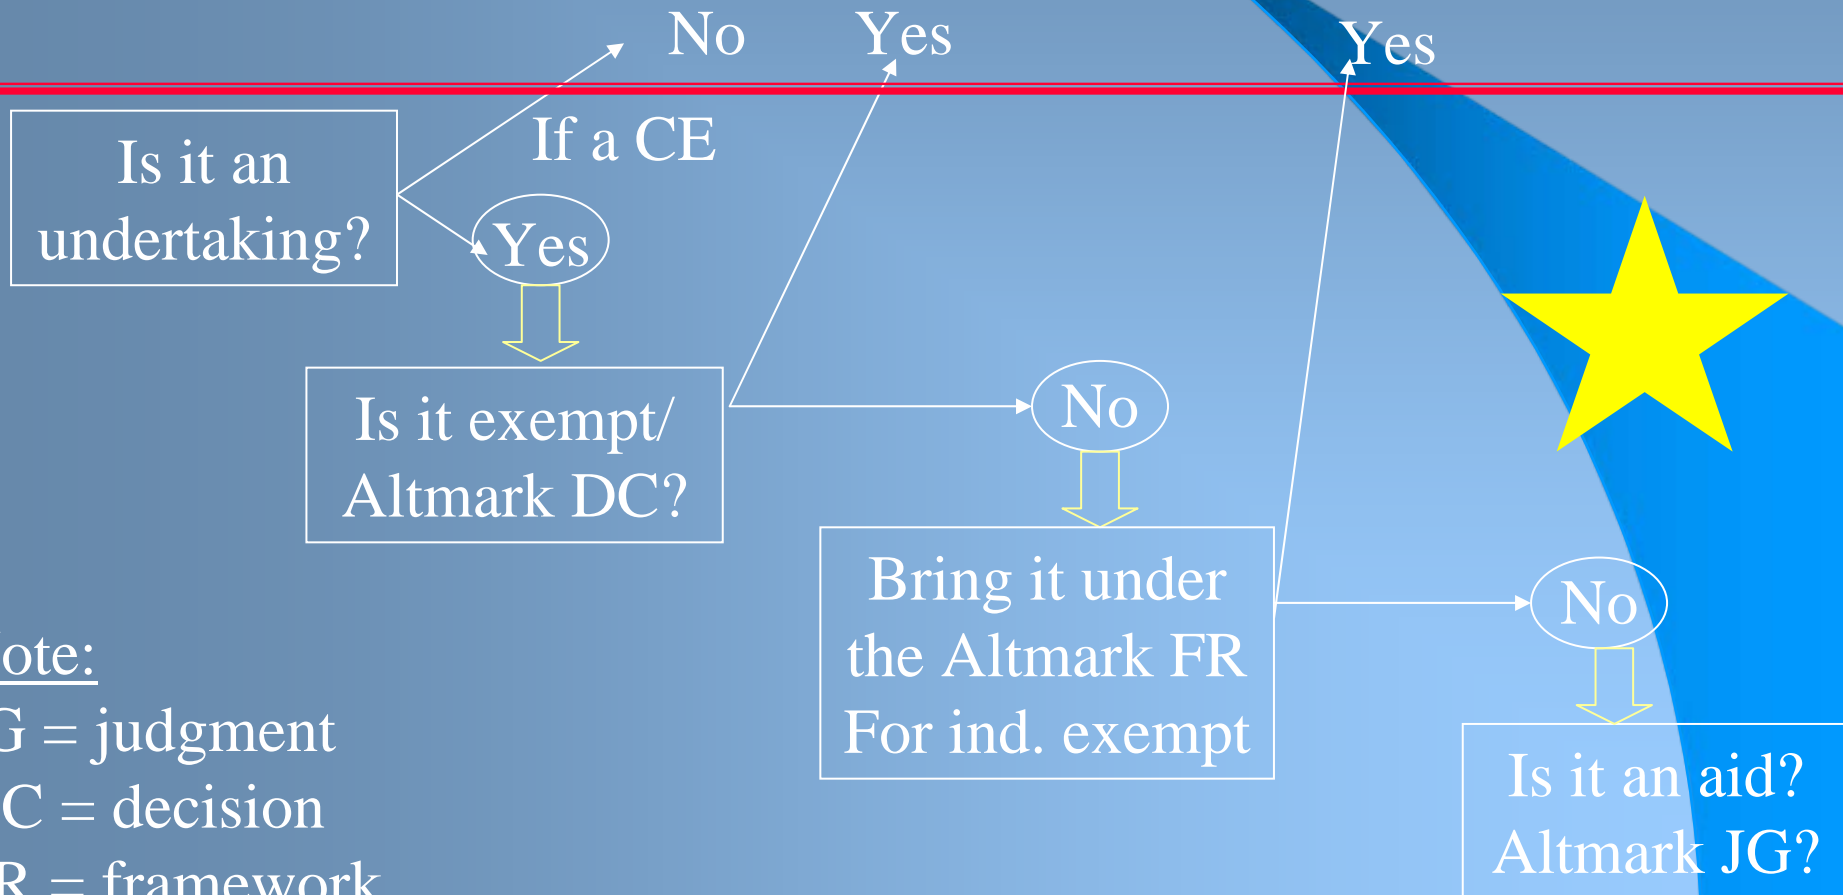 No
Yes
Yes
Is it an
undertaking?
If a CE
Yes
Is it exempt/
Altmark DC?
No
Bring it under
the Altmark FR
For ind. exempt
No
Is it an aid?
Altmark JG?
ote:
G = judgment
C = decision
R = framework